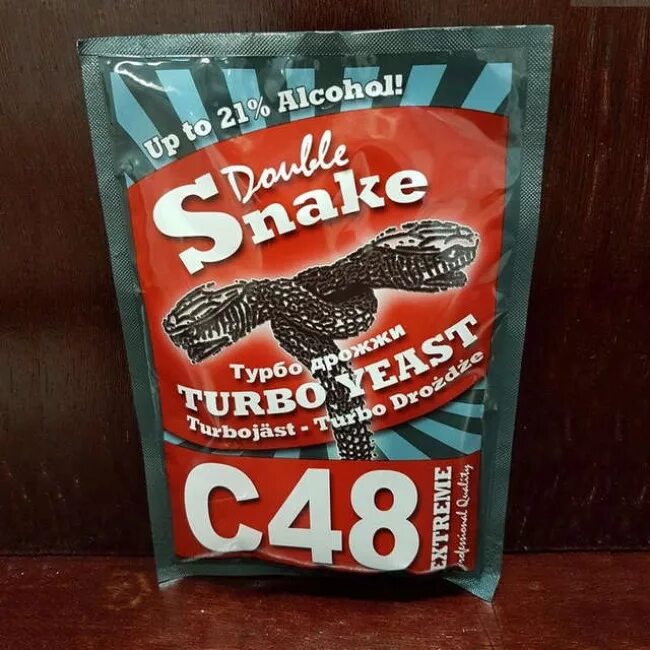 Up to 21% Alcohol!
Double
Snake
Турбо дрожжи
TURBO YEAST
Turbojäst - Turbo Drożdże
C48
EXTREME
Professional Quality